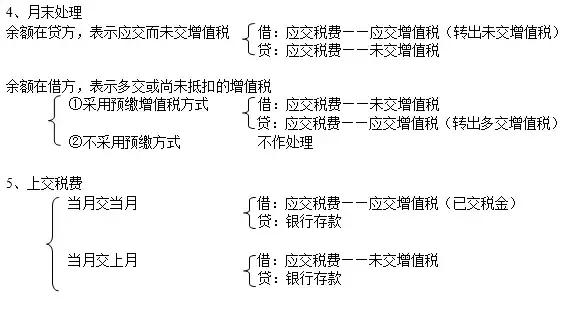 4、月末处理
余额在贷方，表示应交而未交增值税 借：应交税费——应交增值税（转出未交增值税）
贷：应交税费——未交增值税
余额在借方，表示多交或尚未抵扣的增值税
①采用预缴增值税方式 借：应交税费——未交增值税
贷：应交税费——应交增值税（转出多交增值税）
②不采用预缴方式 不作处理
5、上交税费
当月交当月 借：应交税费——应交增值税（已交税金）
贷：银行存款
当月交上月 借：应交税费——未交增值税
贷：银行存款